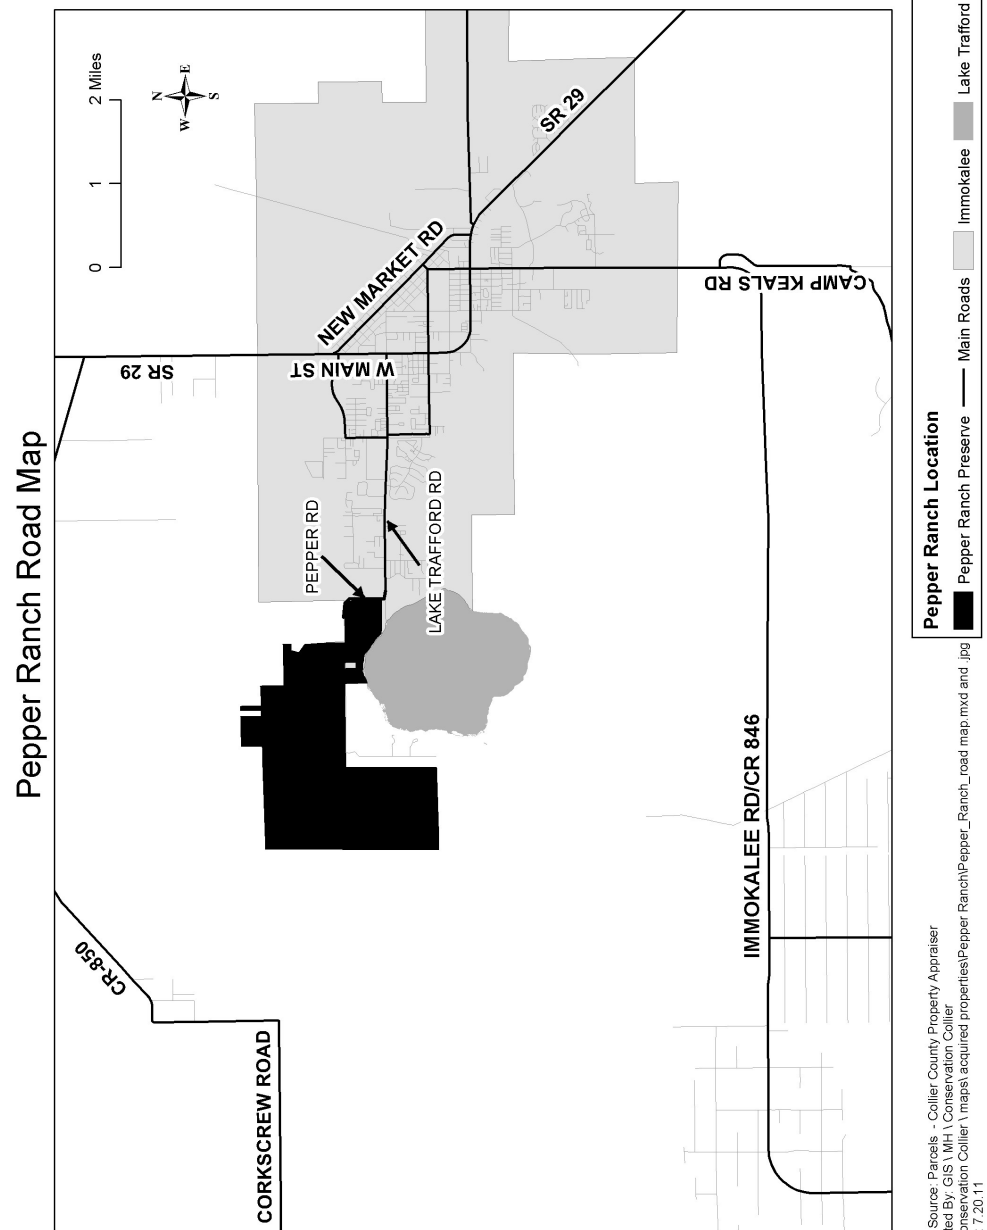 Pepper Ranch Road Map
0 1 2 Miles
N
W E
S
SR 29
NEW MARKET RD
W MAIN ST
SR 29
PEPPER RD
LAKE TRAFFORD RD
CAMP KEALS RD
IMMOKALEE RD/CR 846
CR-850
CORKSCREW ROAD
Pepper Ranch Location
Pepper Ranch Preserve Main Roads Immokalee Lake Trafford
Source: Parcels - Collier County Property Appraiser
ted By: GIS \ MH \ Conservation Collier
onservation Collier \ maps\ acquired properties\Pepper Ranch\Pepper_Ranch_road map.mxd and .jpg
: 7.20.11